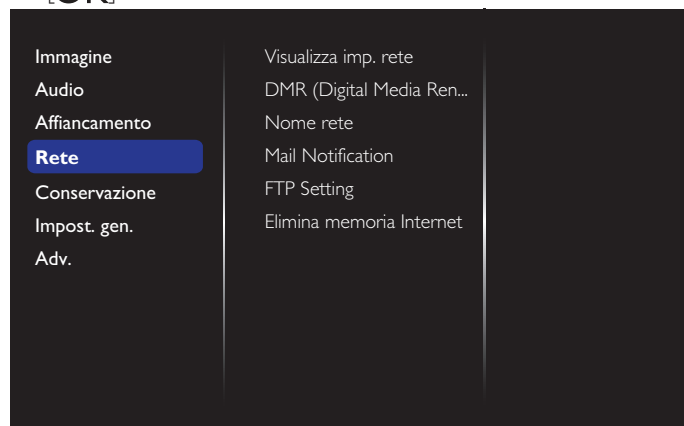 [OK]
Immagine
Audio
Affiancamento
Rete
Conservazione
Impost. gen.
Adv.
Visualizza imp. rete
DMR (Digital Media Ren...
Nome rete
Mail Notification
FTP Setting
Elimina memoria Internet